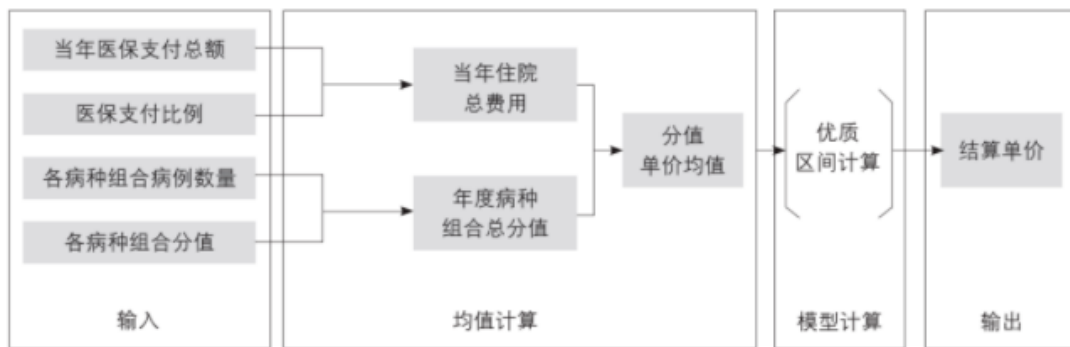 当年医保支付总额
医保支付比例
各病种组合病例数量
各病种组合分值
输入
当年住院
总费用
年度病种
组合总分值
分值
单价均值
均值计算
优质
区间计算
模型计算
结算单价
输出